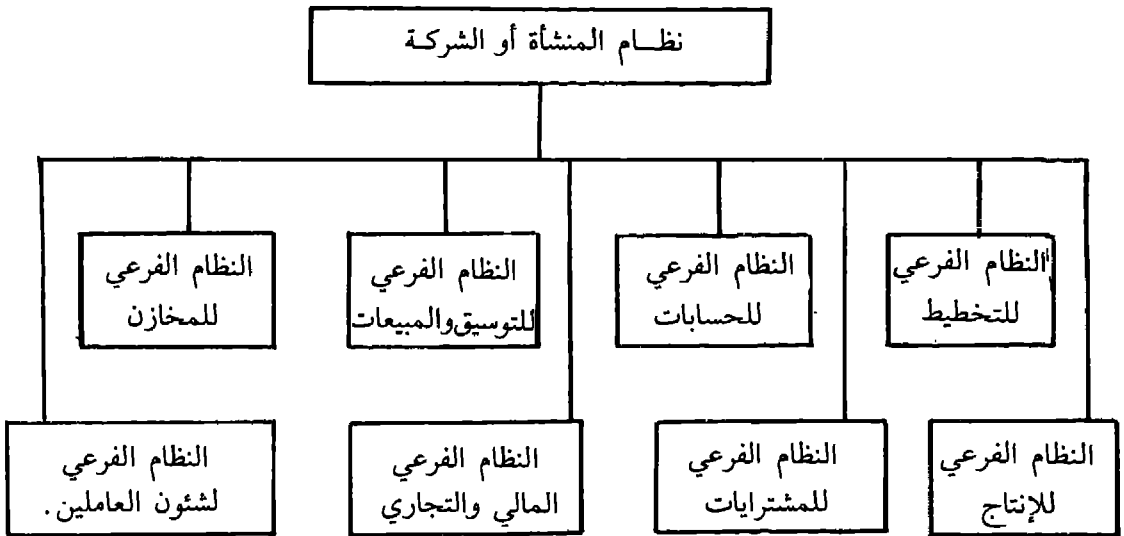 نظــام المنشأة أو الشركـة
النظام الفرعي
للتخطيط
النظام الفرعي
للحسابات
النظام الفرعي
للتوسيق والمبيعات
النظام الفرعي
للمخازن
النظام الفرعي
للإنتاج
النظام الفرعي
للمشترايات
النظام الفرعي
المالي والتجاري
النظام الفرعي
لشئون العاملين.